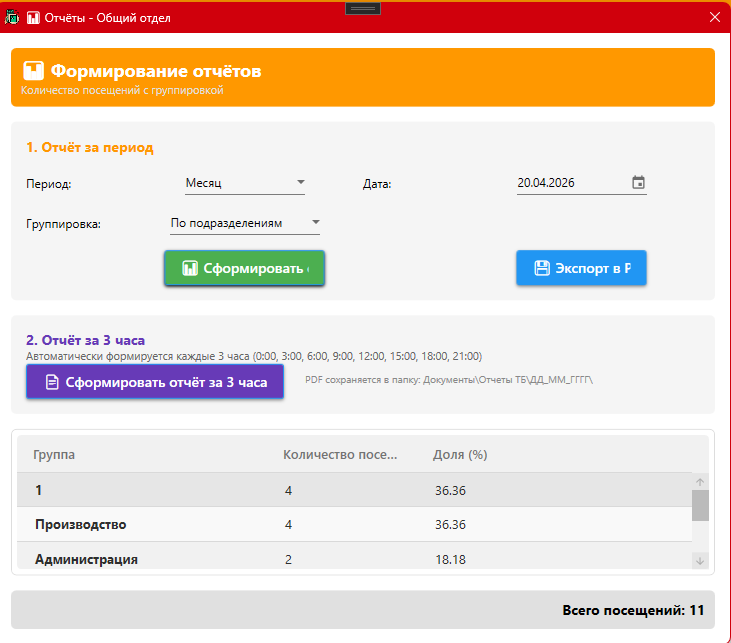 Отчёты - Общий отдел
Формирование отчётов
Количество посещений с группировкой
1. Отчёт за период
Период: Месяц Дата: 20.04.2026
Группировка: По подразделениям
Сформировать Экспорт в P
2. Отчёт за 3 часа
Автоматически формируется каждые 3 часа (0:00, 3:00, 6:00, 9:00, 12:00, 15:00, 18:00, 21:00)
Сформировать отчёт за 3 часа PDF сохраняется в папку: Документы\Отчеты ТБ\ДД_ММ_ГГГГ\
Группа Количество посе... Доля (%)
1 4 36.36
Производство 4 36.36
Администрация 2 18.18
Всего посещений: 11